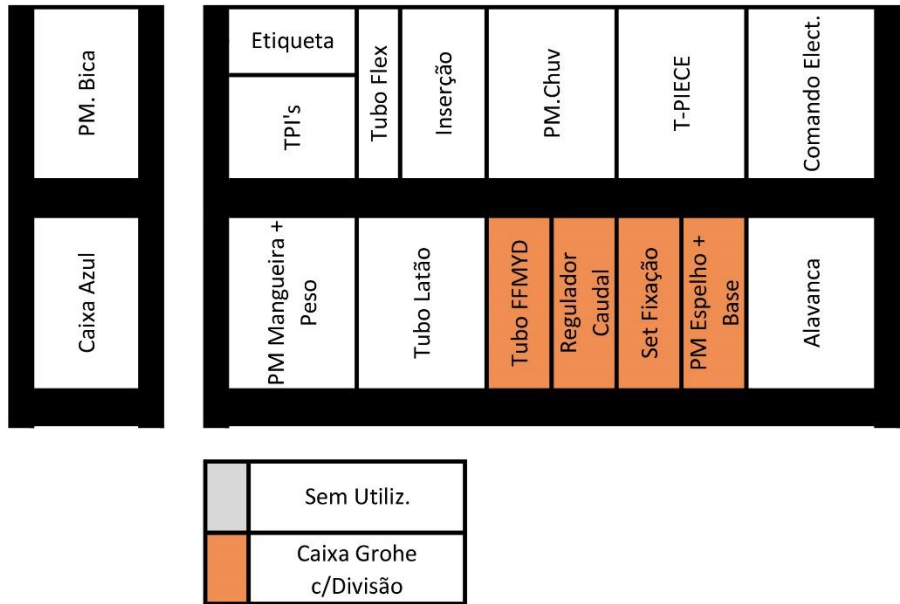 PM. Bica
Etiqueta
TPI's
Tubo Flex
Inserção
PM.Chuv
T-PIECE
Comando Elect.
Caixa Azul
PM Mangueira +
Peso
Tubo Latão
Tubo FFMYD
Regulador
Caudal
Set Fixação
PM Espelho +
Base
Alavanca
Sem Utiliz.
Caixa Grohe
c/Divisão